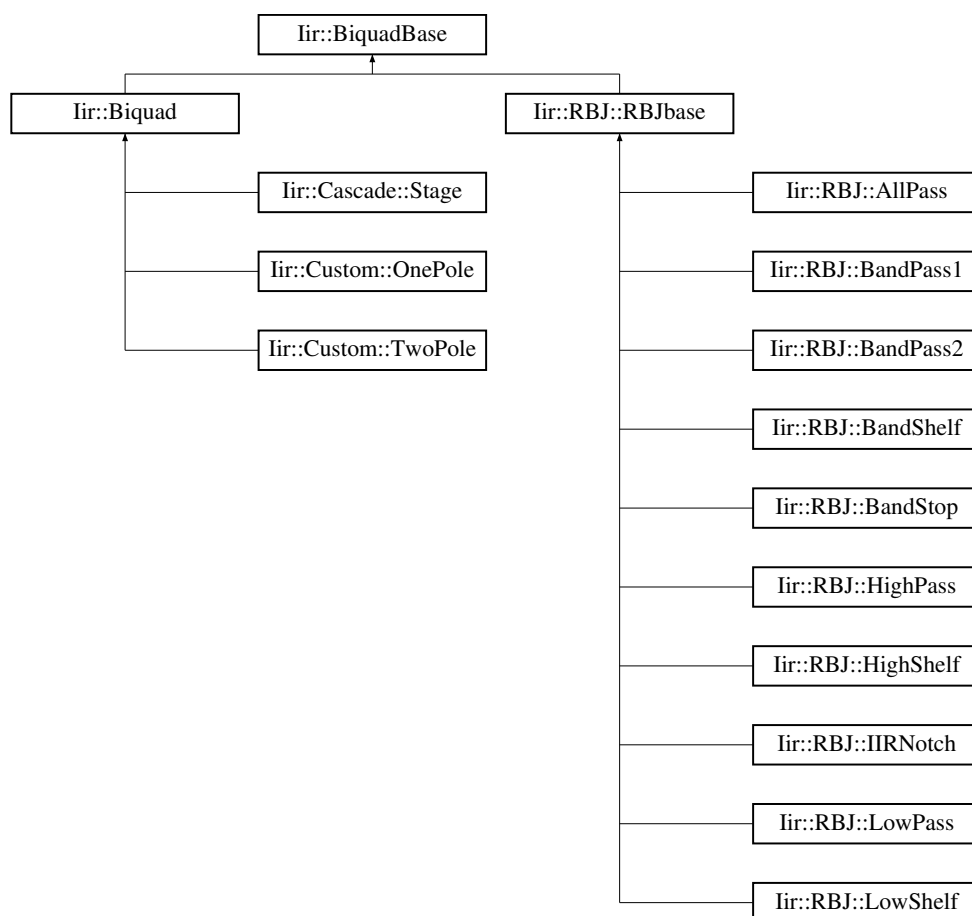 Iir::BiquadBase
Iir::Biquad
Iir::RBJ::RBJbase
Iir::Cascade::Stage
Iir::RBJ::AllPass
Iir::Custom::OnePole
Iir::RBJ::BandPass1
Iir::Custom::TwoPole
Iir::RBJ::BandPass2
Iir::RBJ::BandShelf
Iir::RBJ::BandStop
Iir::RBJ::HighPass
Iir::RBJ::HighShelf
Iir::RBJ::IIRNotch
Iir::RBJ::LowPass
Iir::RBJ::LowShelf